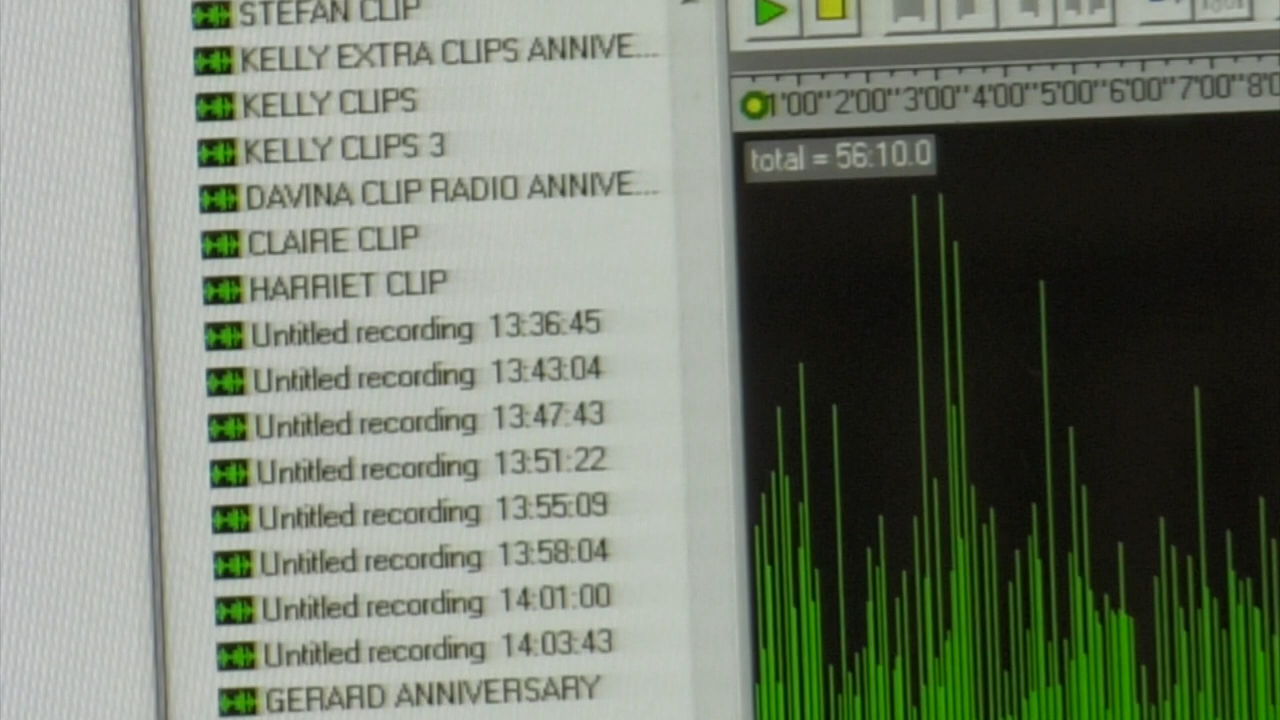 STEFAN CLIP
KELLY EXTRA CLIPS ANNIVE...
KELLY CLIPS
KELLY CLIPS 3
DAVINA CLIP RADIO ANNIVE...
CLAIRE CLIP
HARRIET CLIP
Untitled recording 13:36:45
Untitled recording 13:43:04
Untitled recording 13:47:43
Untitled recording 13:51:22
Untitled recording 13:55:09
Untitled recording 13:58:04
Untitled recording 14:01:00
Untitled recording 14:03:43
GERARD ANNIVERSARY
1'00" 2'00" 3'00" 4'00" 5'00" 6'00" 7'00" 8'0
total = 56:10.0